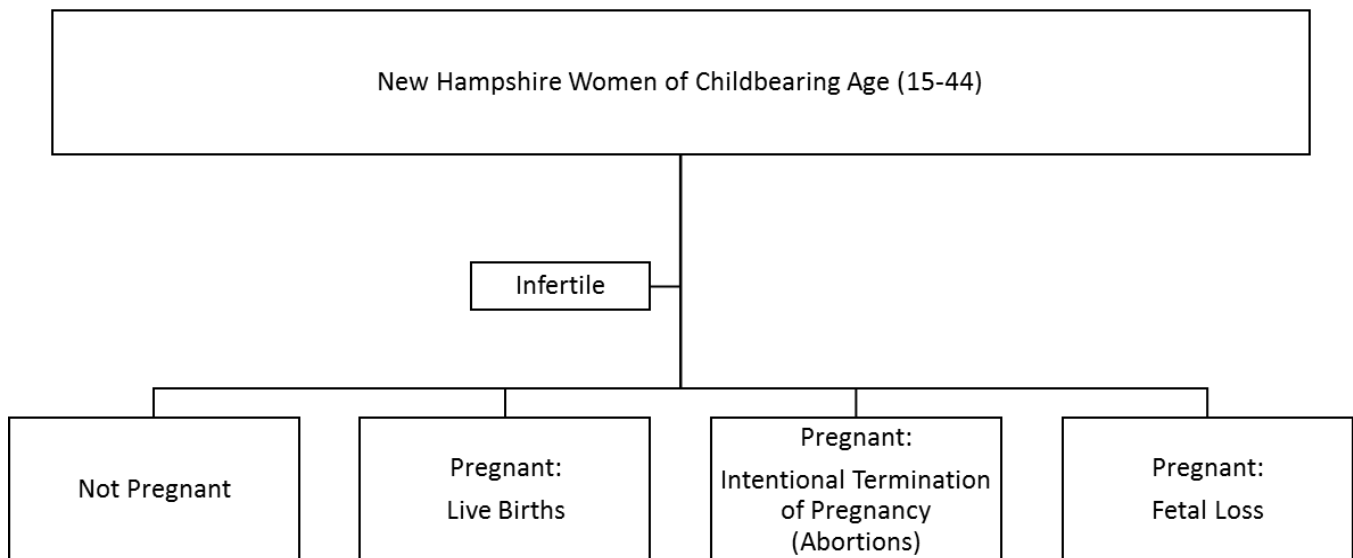 New Hampshire Women of Childbearing Age (15-44)
Infertile
Not Pregnant
Pregnant:
Live Births
Pregnant:
Intentional Termination
of Pregnancy
(Abortions)
Pregnant:
Fetal Loss